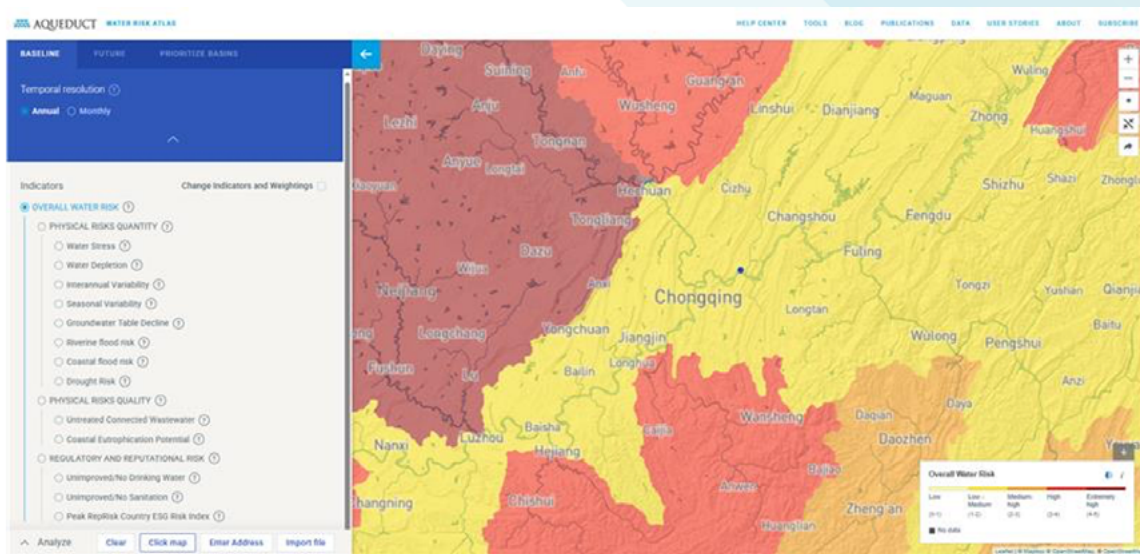 AQUEDUCT WATER RISK ATLAS
HELP CENTER TOOLS BLOG PUBLICATIONS DATA USER STORIES ABOUT SUBSCRIBE
BASELINE FUTURE PRIORITIZE BASINS
Temporal resolution ?
Annual Monthly
Indicators Change Indicators and Weightings
OVERALL WATER RISK ?
PHYSICAL RISKS QUANTITY ?
Water Stress ?
Water Depletion ?
Interannual Variability ?
Seasonal Variability ?
Groundwater Table Decline ?
Riverine flood risk ?
Coastal flood risk ?
Drought Risk ?
PHYSICAL RISKS QUALITY ?
Untreated Connected Wastewater ?
Coastal Eutrophication Potential ?
REGULATORY AND REPUTATIONAL RISK ?
Unimproved/No Drinking Water ?
Unimproved/No Sanitation ?
Peak RepRisk Country ESG Risk Index ?
Analyze Clear Click map Enter Address Import file
Daying
Suining Anfu Guang'an Wuling
Lezhi Anju Wusheng Linshui Dianjiang Maguan Zhong
Tongnan Huangshui
Anyue Longtai
Hechuan Cizhu Shizhu Shazi
Tongliang Changshou Fengdu
Dazu Fuling
Neijiang Anxi Chongqing Tongzi Yushan
Longchang Yongchuan Jiangjin Longtan Wulong Pengshui Baitu
Fushun Lu Bailin Anzi
Nanxi Luzhou Baisha Wansheng Daqian Daya
Hejiang Daozhen
Chishui Anwen
Zheng an
Huanglian
Overall Water Risk
Low Low - Medium Medium-high High Extremely high
(0-1) (1-2) (2-3) (3-4) (4-5)
No data